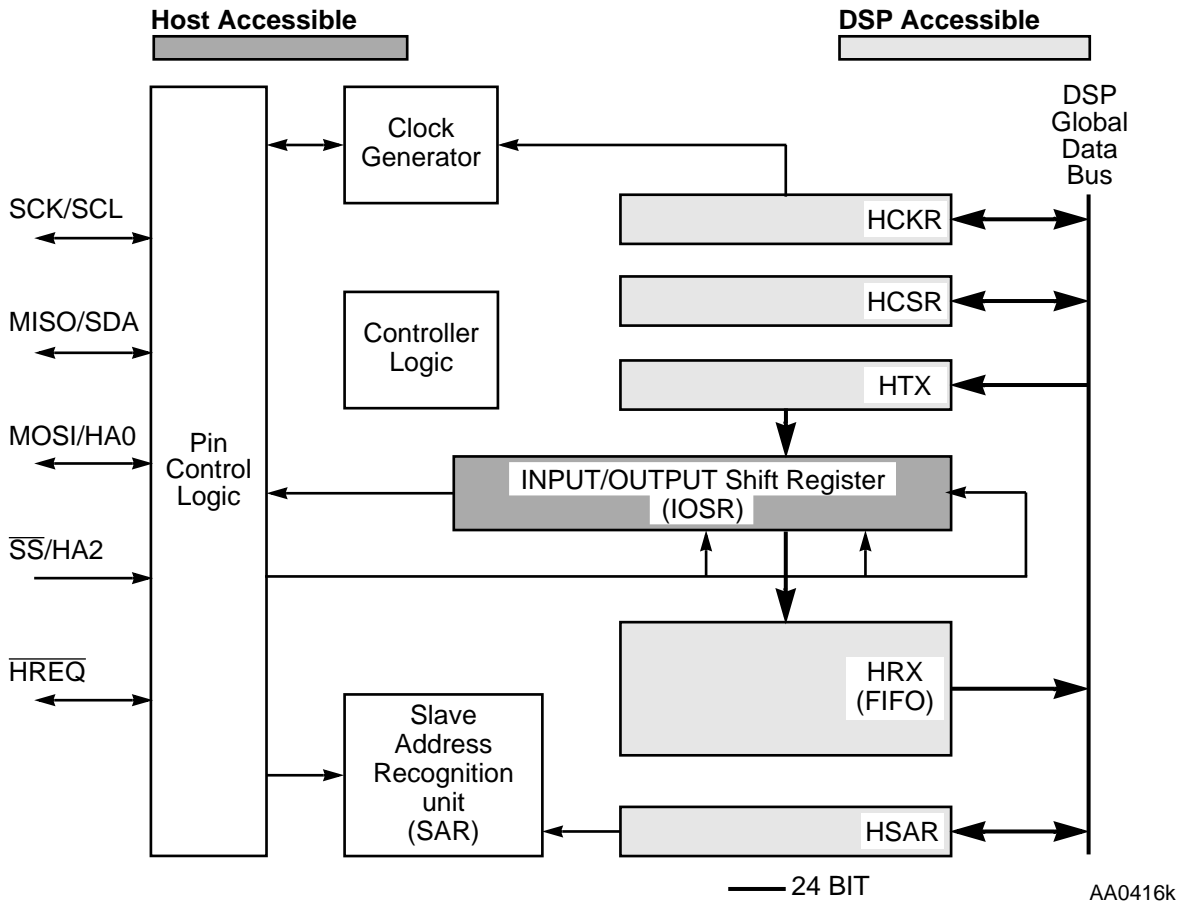 Host Accessible
DSP Accessible
DSP
Global
Data
Bus
Clock
Generator
SCK/SCL
HCKR
HCSR
MISO/SDA
Controller
Logic
HTX
MOSI/HA0
Pin
Control
Logic
INPUT/OUTPUT Shift Register
(IOSR)
S̅S̅/HA2
H̅R̅E̅Q̅
HRX
(FIFO)
Slave
Address
Recognition
unit
(SAR)
HSAR
24 BIT
AA0416k